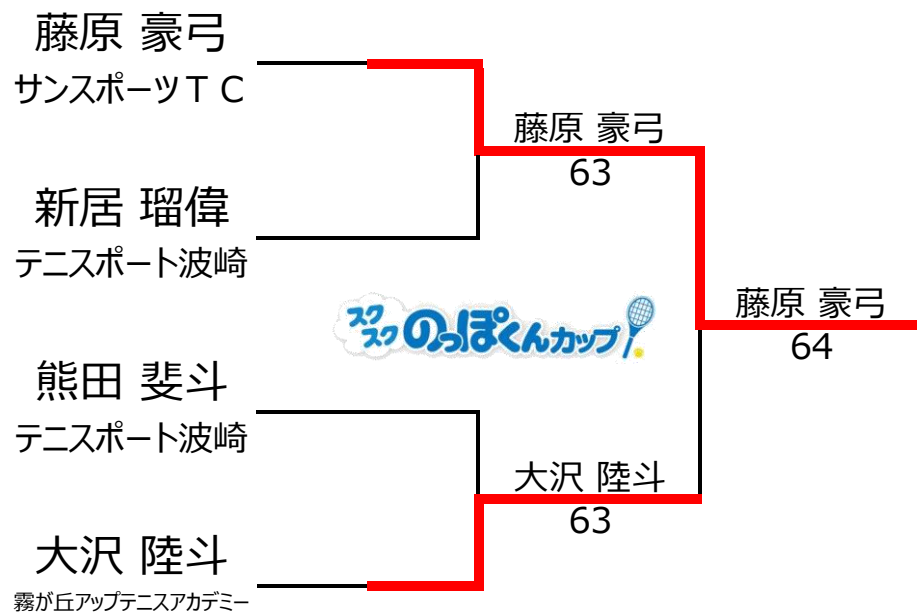 藤原 豪弓
サンスポーツＴＣ
藤原 豪弓
63
新居 瑠偉
テニスポート波崎
スクスクのっぽくんカップ
藤原 豪弓
64
熊田 斐斗
テニスポート波崎
大沢 陸斗
63
大沢 陸斗
霧が丘アップテニスアカデミー